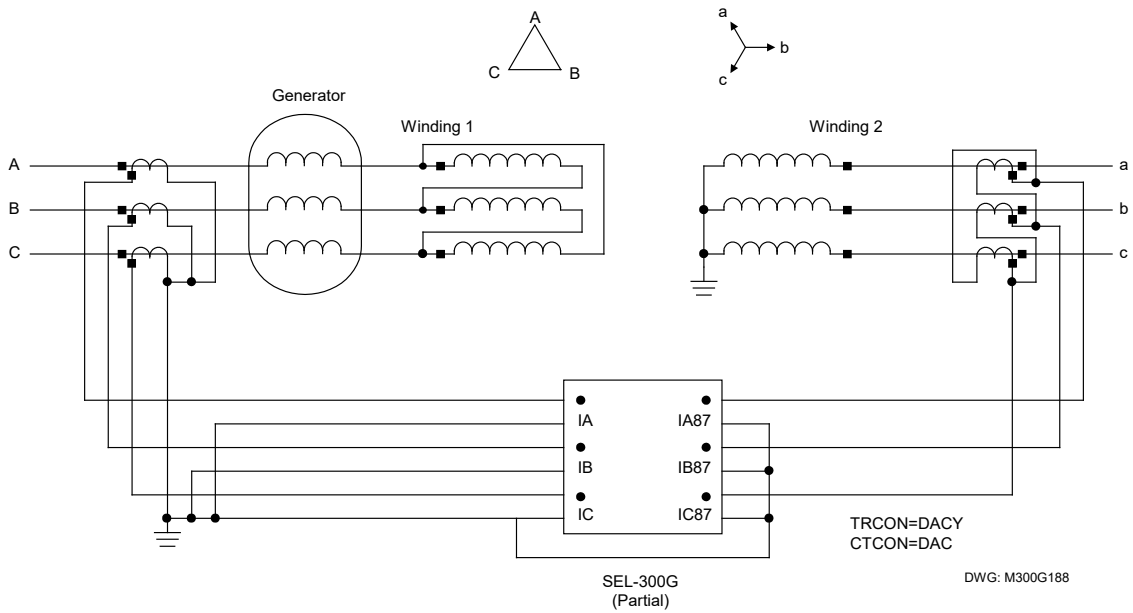 A
a
b
C
B
c
Generator
Winding 1
Winding 2
A
a
B
b
C
c
IA
IA87
IB
IB87
IC
IC87
TRCON=DACY
CTCON=DAC
SEL-300G
(Partial)
DWG: M300G188